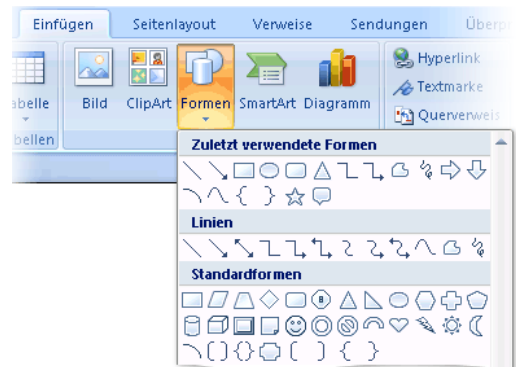 Einfügen Seitenlayout Verweise Sendungen Überpr
abelle Bild ClipArt Formen SmartArt Diagramm
Hyperlink
Textmarke
Querverweis
bellen
Zuletzt verwendete Formen
Linien
Standardformen